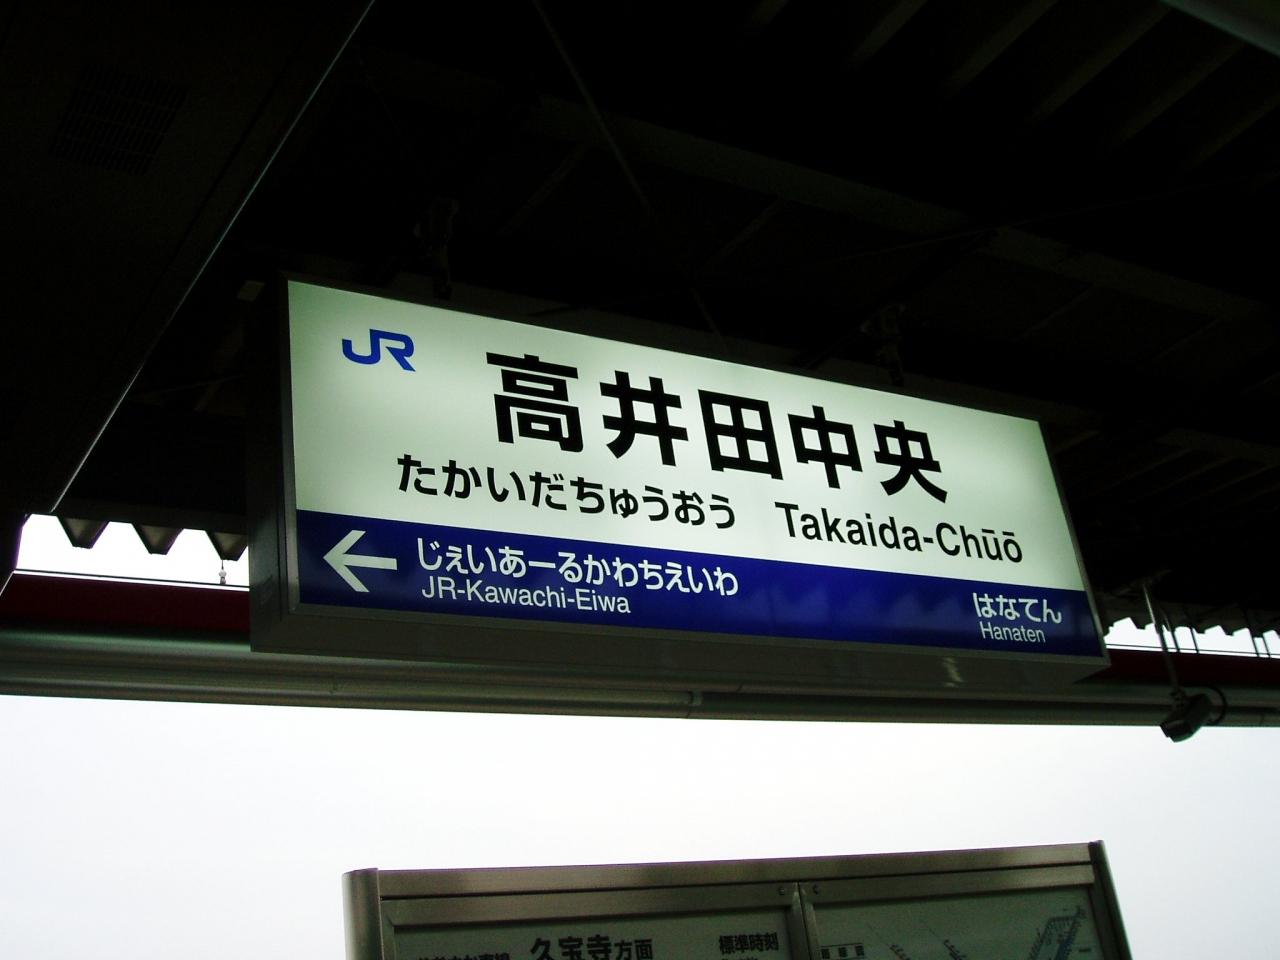 JR
高井田中央
たかいだちゅうおう Takaida-Chūō
← じぇいあーるかわちえいわ
JR-Kawachi-Eiwa
はなてん
Hanaten
久宝寺方面 標準時刻